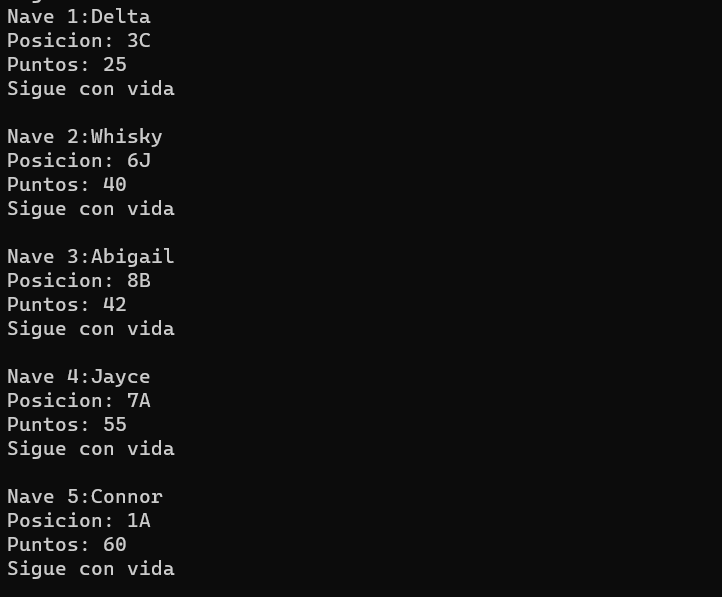 Nave 1:Delta
Posicion: 3C
Puntos: 25
Sigue con vida
Nave 2:Whisky
Posicion: 6J
Puntos: 40
Sigue con vida
Nave 3:Abigail
Posicion: 8B
Puntos: 42
Sigue con vida
Nave 4:Jayce
Posicion: 7A
Puntos: 55
Sigue con vida
Nave 5:Connor
Posicion: 1A
Puntos: 60
Sigue con vida